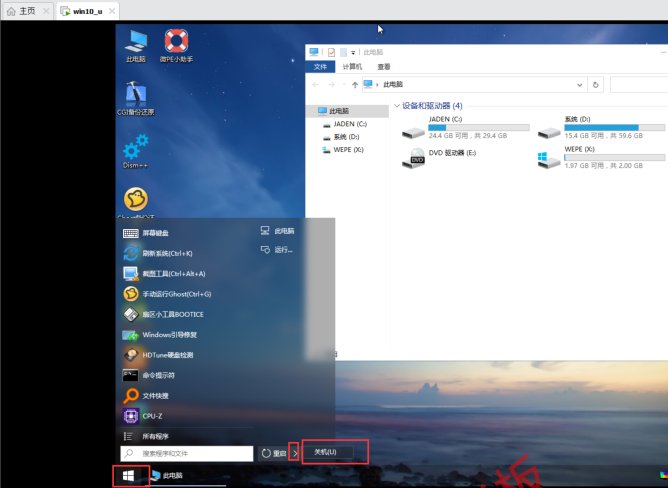 主页
win10_u
此电脑
微PE小助手
CGI备份还原
Dism++
此电脑
文件
计算机
查看
此电脑
此电脑
JADEN (C:)
系统 (D:)
WEPE (X:)
设备和驱动器 (4)
JADEN (C:)
24.4 GB 可用，共 29.4 GB
系统 (D:)
15.4 GB 可用，共 59.6 GB
DVD
DVD 驱动器 (E:)
WEPE (X:)
1.97 GB 可用，共 2.00 GB
屏幕键盘
刷新系统(Ctrl+K)
截图工具(Ctrl+Alt+A)
手动运行Ghost(Ctrl+G)
扇区小工具BOOTICE
Windows引导修复
HDTune硬盘检测
命令提示符
文件快搜
CPU-Z
所有程序
此电脑
运行...
搜索程序和文件
重启
关机(U)
此电脑
板